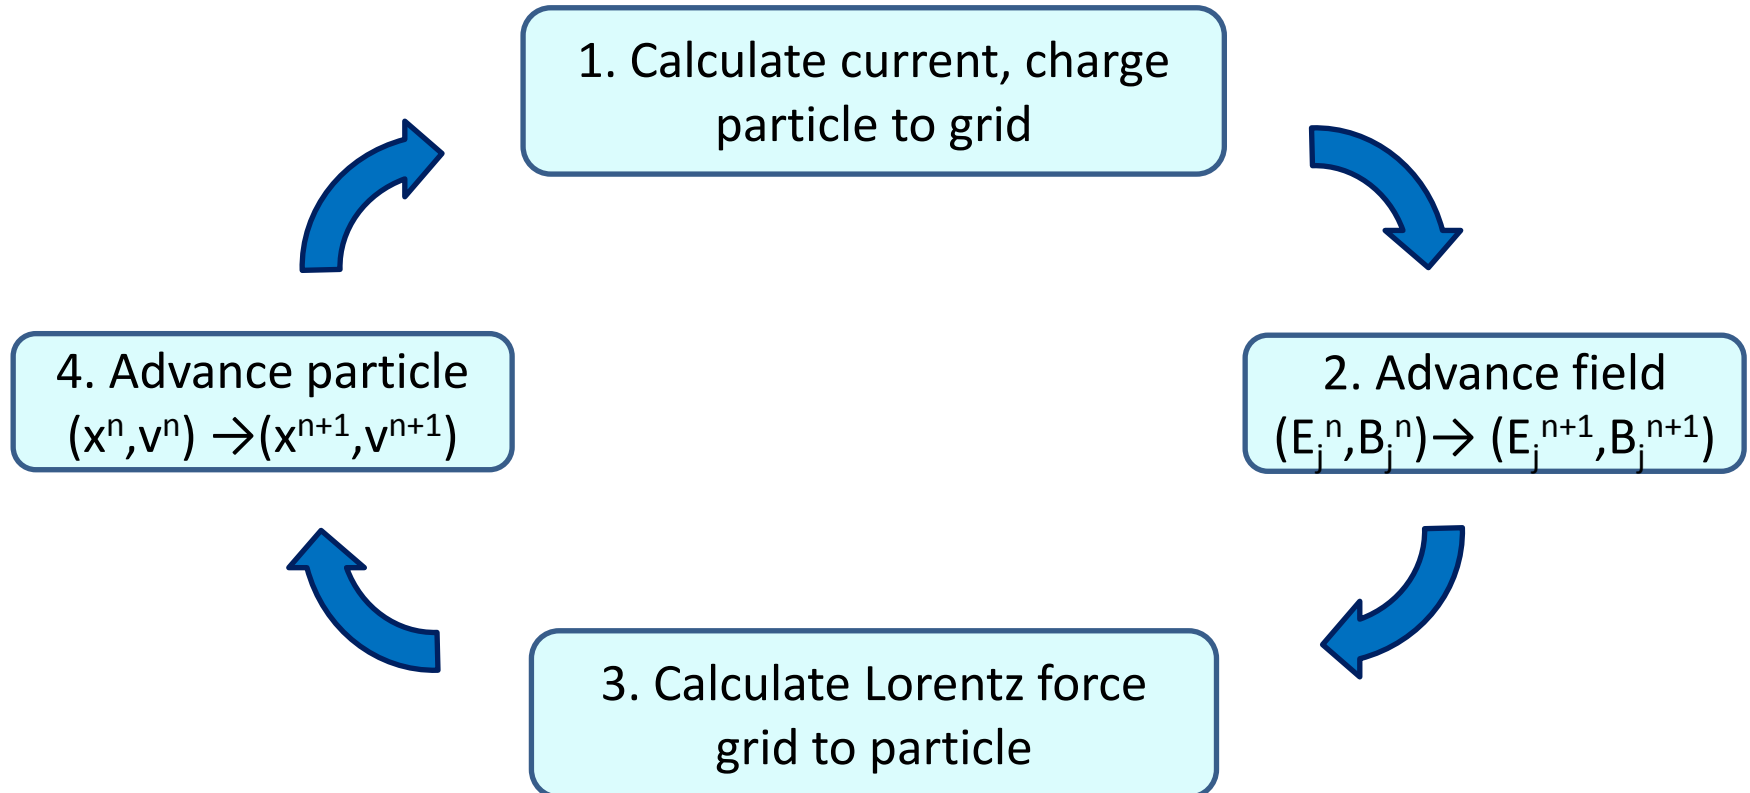 1. Calculate current, charge
particle to grid
2. Advance field
(Eⱼⁿ,Bⱼⁿ)→ (Eⱼⁿ⁺¹,Bⱼⁿ⁺¹)
3. Calculate Lorentz force
grid to particle
4. Advance particle
(xⁿ,vⁿ) →(xⁿ⁺¹,vⁿ⁺¹)